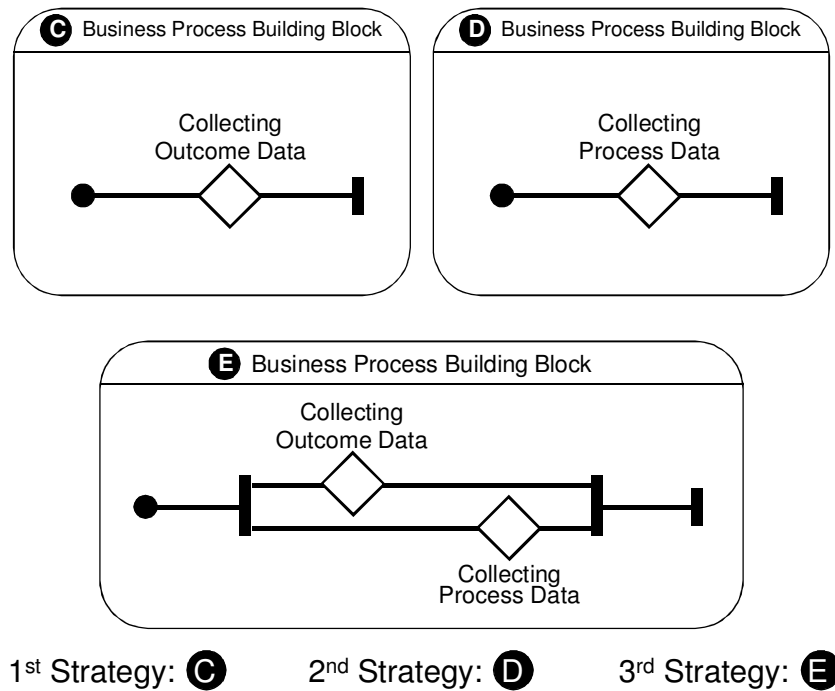 C Business Process Building Block
Collecting
Outcome Data
D Business Process Building Block
Collecting
Process Data
E Business Process Building Block
Collecting
Outcome Data
Collecting
Process Data
1st Strategy: C 2nd Strategy: D 3rd Strategy: E